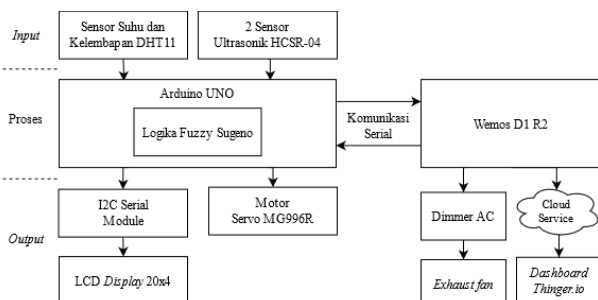 Input
Sensor Suhu dan
Kelembapan DHT11
2 Sensor
Ultrasonik HCSR-04
Proses
Arduino UNO
Logika Fuzzy Sugeno
Komunikasi
Serial
Wemos D1 R2
Output
I2C Serial
Module
Motor
Servo MG996R
Dimmer AC
Cloud
Service
LCD Display 20x4
Exhaust fan
Dashboard
Thinger.io